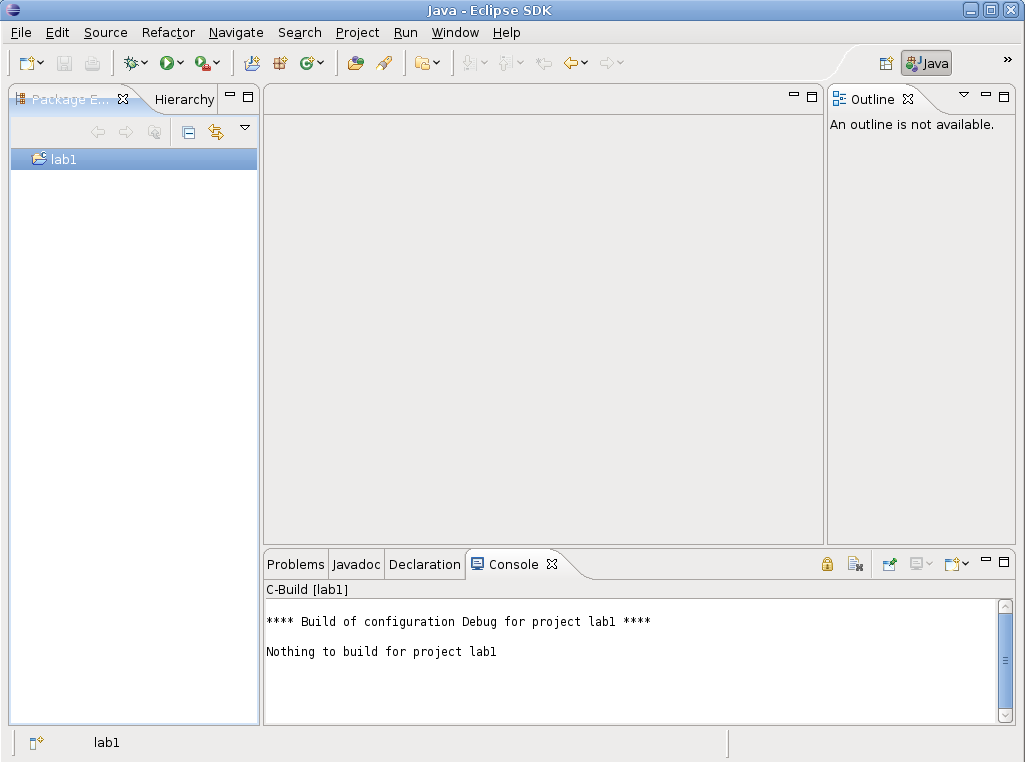 Java - Eclipse SDK
File Edit Source Refactor Navigate Search Project Run Window Help
Java »
Package E... Hierarchy
Outline
An outline is not available.
lab1
Problems Javadoc Declaration Console
C-Build [lab1]
**** Build of configuration Debug for project lab1 ****
Nothing to build for project lab1
lab1